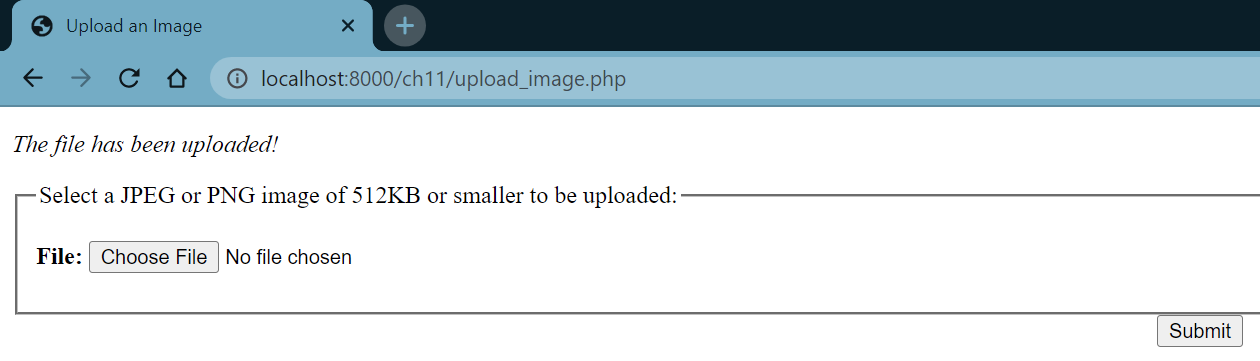 Upload an Image
localhost:8000/ch11/upload_image.php
The file has been uploaded!
Select a JPEG or PNG image of 512KB or smaller to be uploaded:
File: Choose File No file chosen
Submit